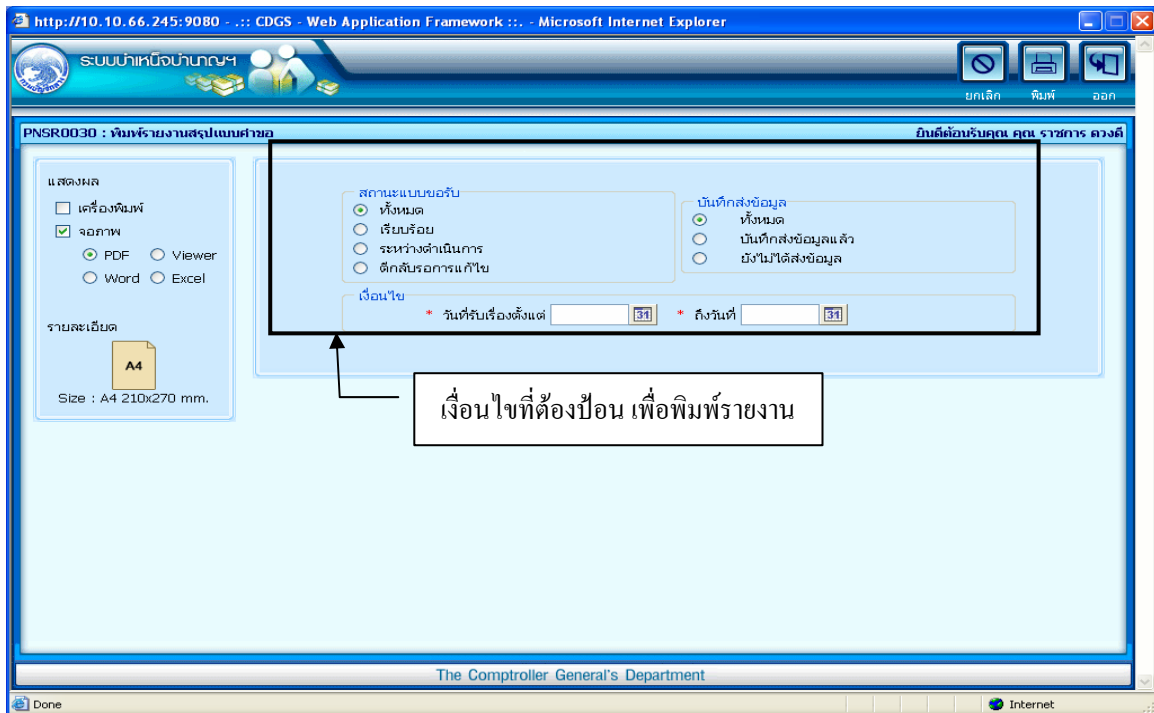 http://10.10.66.245:9080 - .:: CDGS - Web Application Framework ::. - Microsoft Internet Explorer
ระบบบำเหน็จบำนาญฯ
ยกเลิก พิมพ์ ออก
PNSR0030 : พิมพ์รายงานสรุปแบบคำขอ ยินดีต้อนรับคุณ คุณ ราชการ ดวงดี
แสดงผล
เครื่องพิมพ์
จอภาพ
PDF Viewer
Word Excel
รายละเอียด
A4
Size : A4 210x270 mm.
สถานะแบบขอรับ
ทั้งหมด
เรียบร้อย
ระหว่างดำเนินการ
ตีกลับรอการแก้ไข
บันทึกส่งข้อมูล
ทั้งหมด
บันทึกส่งข้อมูลแล้ว
ยังไม่ได้ส่งข้อมูล
เงื่อนไข
* วันที่รับเรื่องตั้งแต่ 31 * ถึงวันที่ 31
เงื่อนไขที่ต้องป้อน เพื่อพิมพ์รายงาน
The Comptroller General's Department
Done Internet